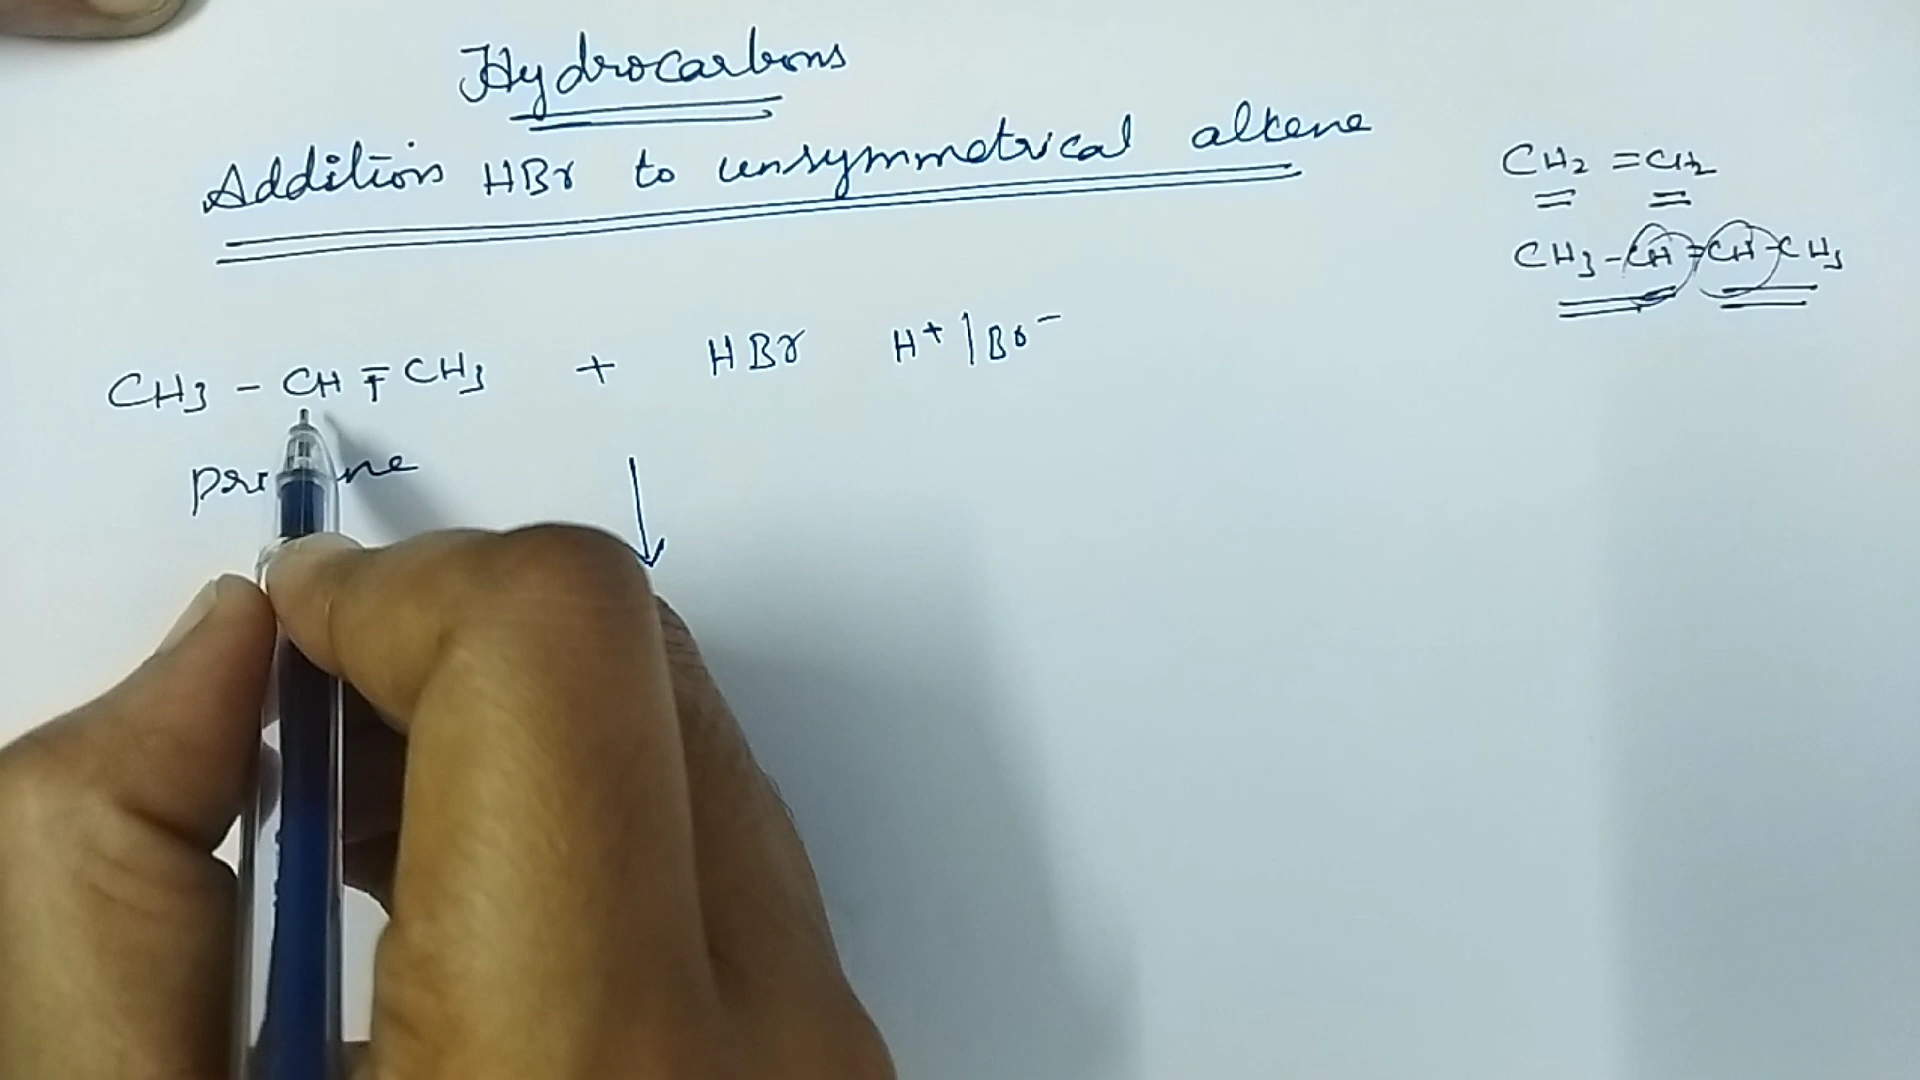 Hydrocarbons
Addition HBr to unsymmetrical alkene
CH2 = CH2
CH3 - CH = CH - CH3
CH3 - CH = CH3 + HBr H+ | Br-